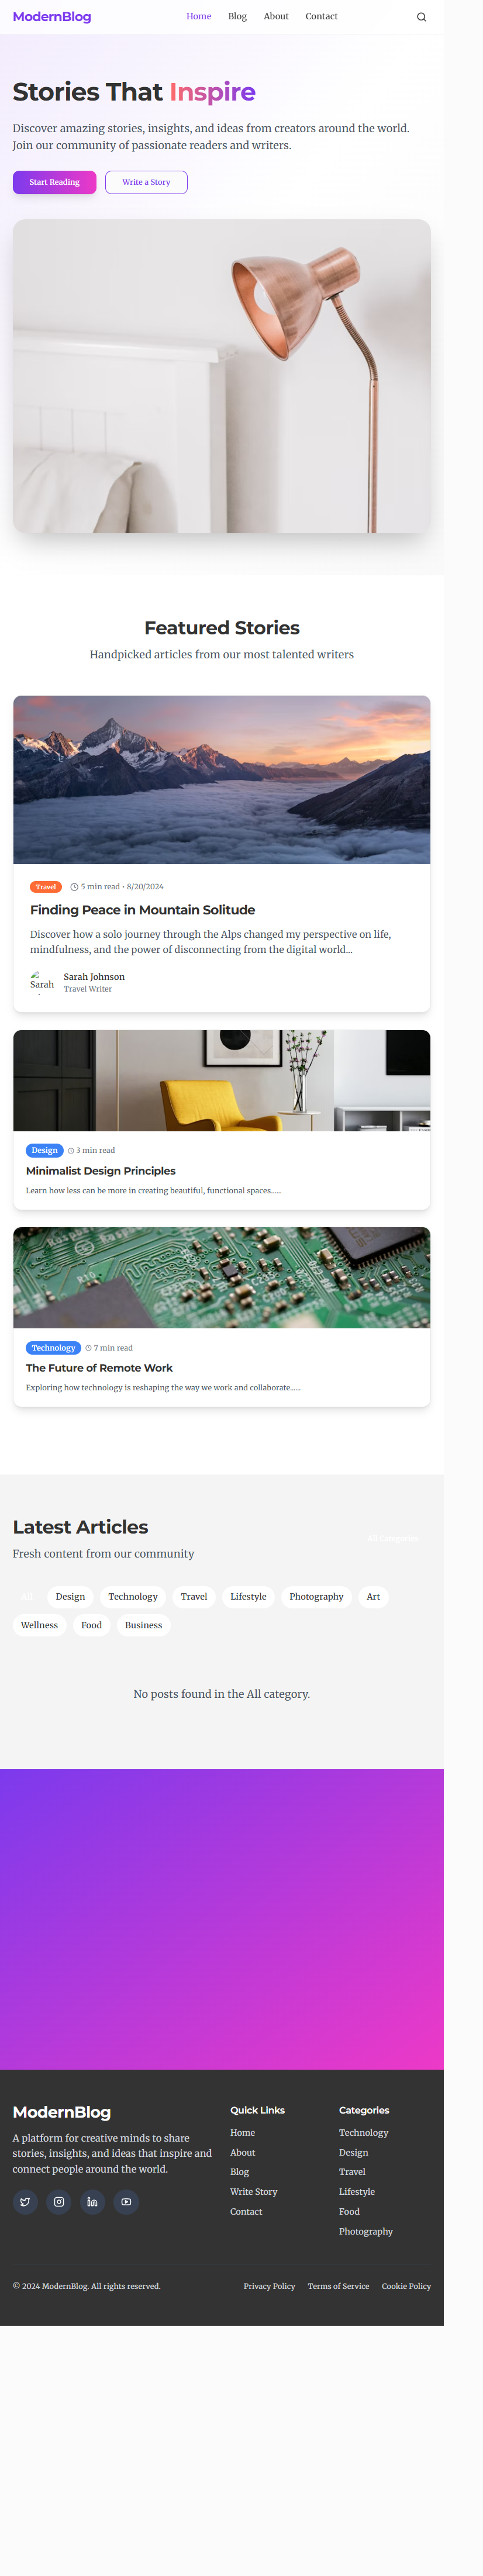 ModernBlog
Home
Blog
About
Contact
Stories That Inspire
Discover amazing stories, insights, and ideas from creators around the world.
Join our community of passionate readers and writers.
Start Reading
Write a Story
Featured Stories
Handpicked articles from our most talented writers
Travel
5 min read • 8/20/2024
Finding Peace in Mountain Solitude
Discover how a solo journey through the Alps changed my perspective on life,
mindfulness, and the power of disconnecting from the digital world...
Sarah
Sarah Johnson
Travel Writer
Design
3 min read
Minimalist Design Principles
Learn how less can be more in creating beautiful, functional spaces......
Technology
7 min read
The Future of Remote Work
Exploring how technology is reshaping the way we work and collaborate......
Latest Articles
All Categories
Fresh content from our community
All
Design
Technology
Travel
Lifestyle
Photography
Art
Wellness
Food
Business
No posts found in the All category.
ModernBlog
A platform for creative minds to share
stories, insights, and ideas that inspire and
connect people around the world.
Quick Links
Home
About
Blog
Write Story
Contact
Categories
Technology
Design
Travel
Lifestyle
Food
Photography
© 2024 ModernBlog. All rights reserved.
Privacy Policy
Terms of Service
Cookie Policy